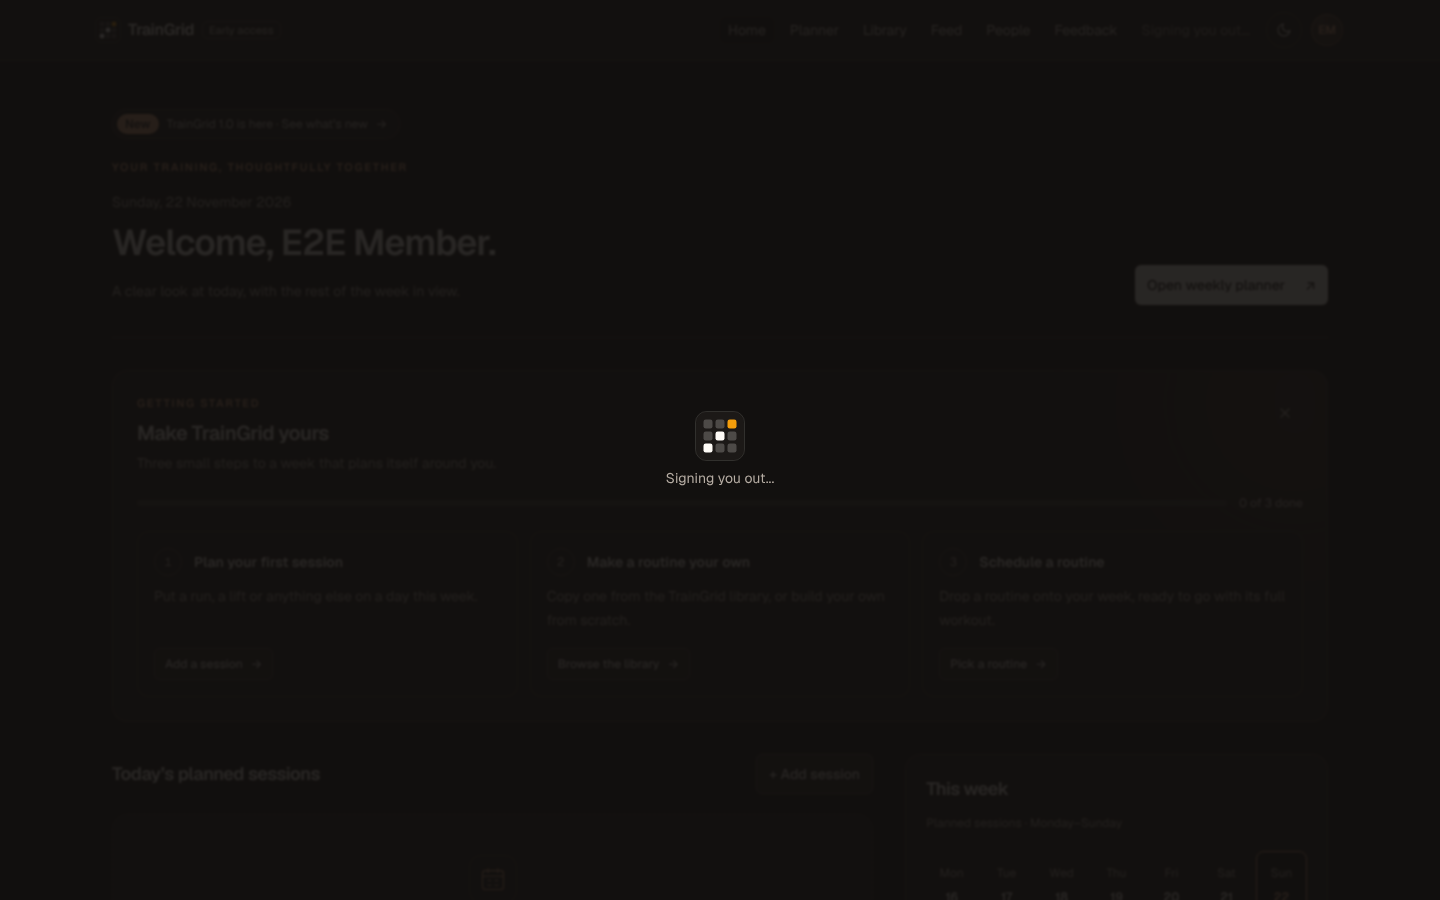 TrainGrid Early access Home Planner Library Feed People Feedback Signing you out... EM
New TrainGrid 1.0 is here · See what's new →
YOUR TRAINING, THOUGHTFULLY TOGETHER
Sunday, 22 November 2026
Welcome, E2E Member.
A clear look at today, with the rest of the week in view.
Open weekly planner ↗
GETTING STARTED
Make TrainGrid yours
Three small steps to a week that plans itself around you.
0 of 3 done
Signing you out...
1 Plan your first session
Put a run, a lift or anything else on a day this week.
Add a session →
2 Make a routine your own
Copy one from the TrainGrid library, or build your own
from scratch.
Browse the library →
3 Schedule a routine
Drop a routine onto your week, ready to go with its full
workout.
Pick a routine →
Today's planned sessions
+ Add session
This week
Planned sessions · Monday–Sunday
Mon Tue Wed Thu Fri Sat Sun
16 17 18 19 20 21 22